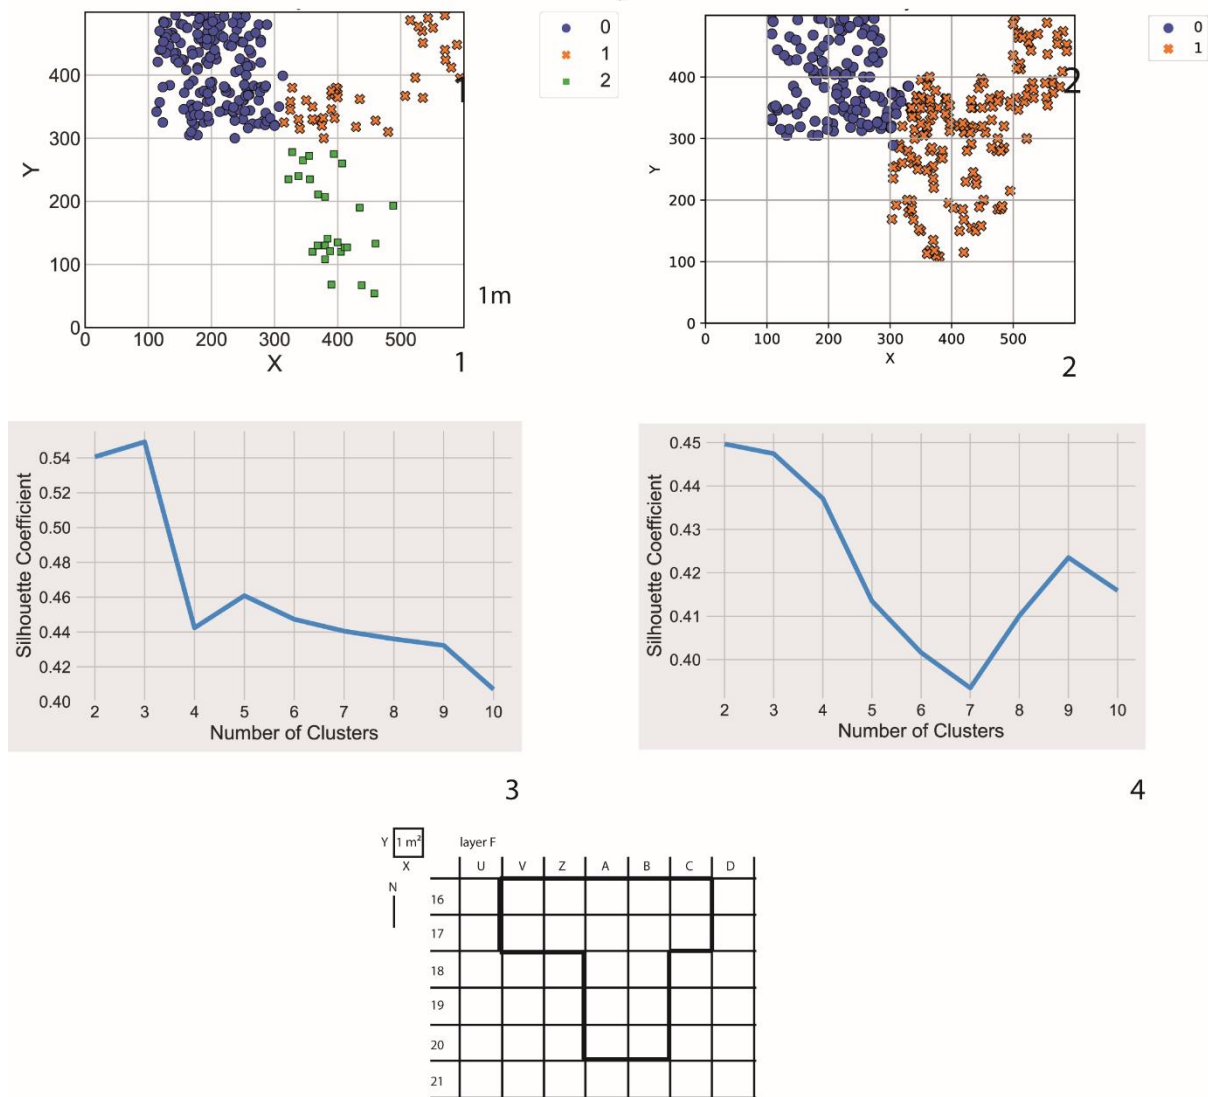 0
1
2
400
300
200
100
0
Y
0 100 200 300 400 500
X
1
1m
1
0
1
400
300
200
100
0
Y
0 100 200 300 400 500
X
2
2
0.54
0.52
0.50
0.48
0.46
0.44
0.42
0.40
Silhouette Coefficient
2 3 4 5 6 7 8 9 10
Number of Clusters
3
0.45
0.44
0.43
0.42
0.41
0.40
Silhouette Coefficient
2 3 4 5 6 7 8 9 10
Number of Clusters
4
Y 1 m² layer F
X U V Z A B C D
N
16
17
18
19
20
21